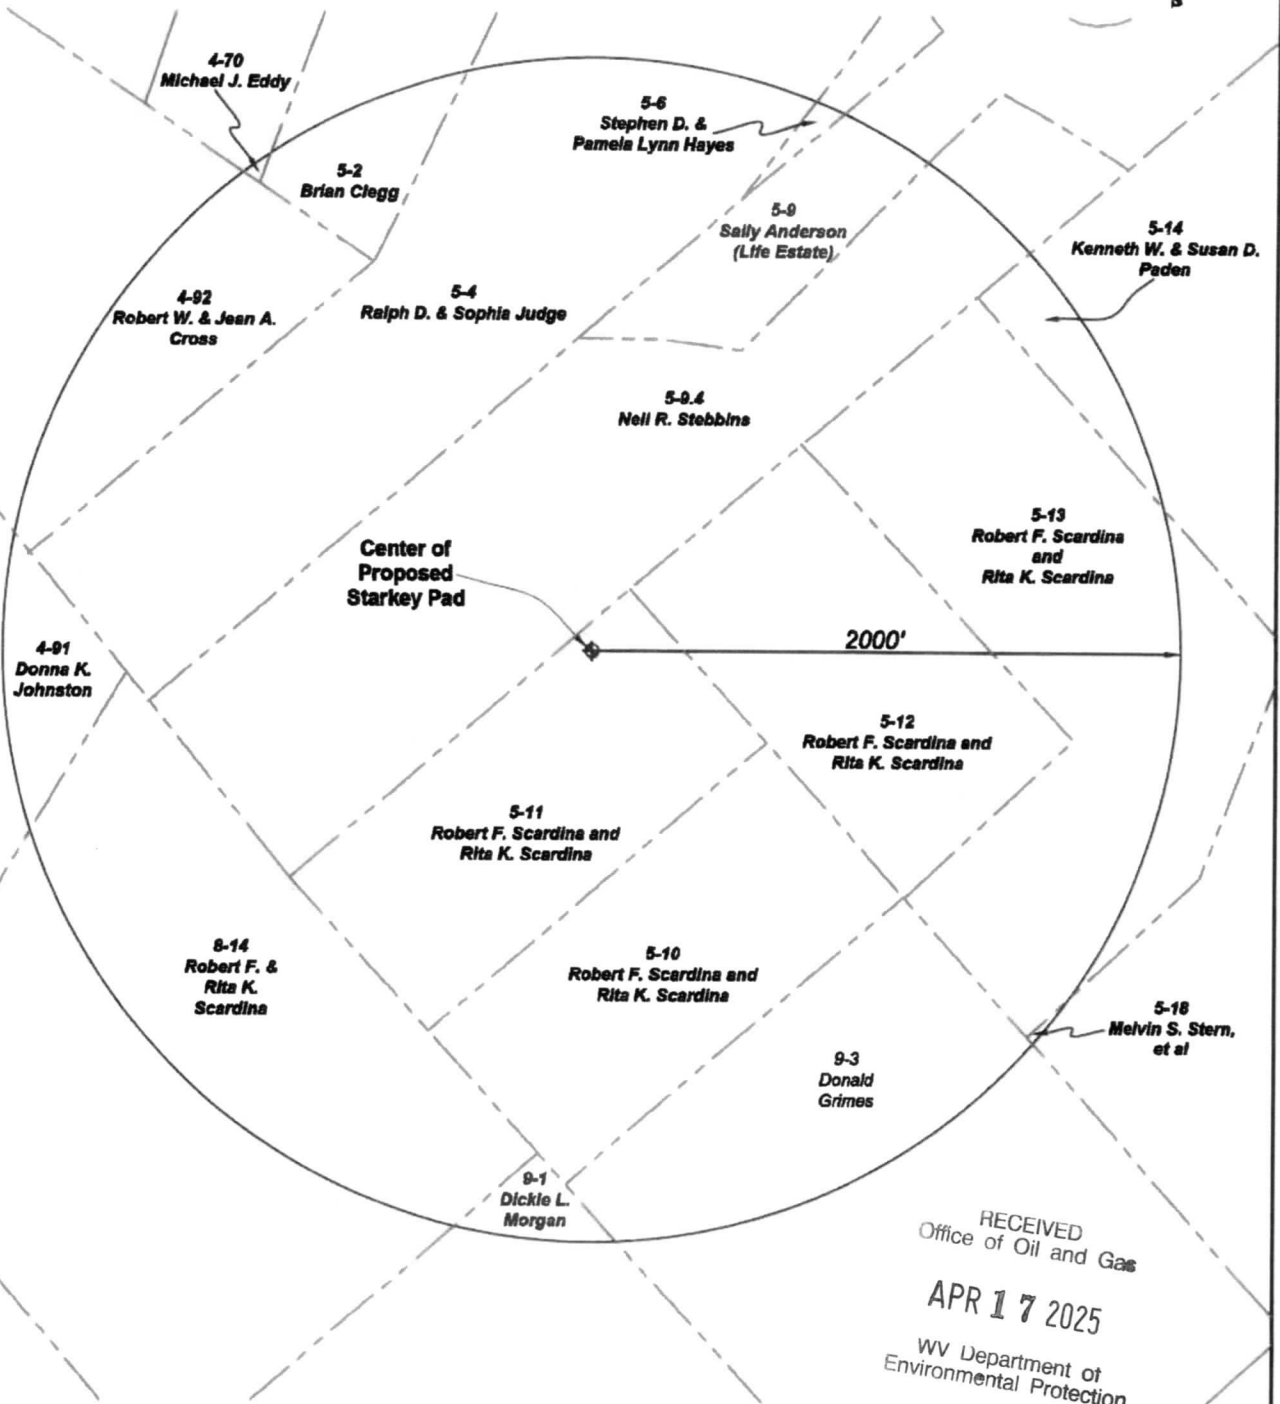 4-70
Michael J. Eddy
5-6
Stephen D. &
Pamela Lynn Hayes
5-2
Brian Clegg
5-9
Sally Anderson
(Life Estate)
5-14
Kenneth W. & Susan D.
Paden
4-92
Robert W. & Jean A.
Cross
5-4
Ralph D. & Sophia Judge
5-9.4
Neil R. Stebbins
5-13
Robert F. Scardina
and
Rita K. Scardina
Center of
Proposed
Starkey Pad
2000'
4-91
Donna K.
Johnston
5-12
Robert F. Scardina and
Rita K. Scardina
5-11
Robert F. Scardina and
Rita K. Scardina
8-14
Robert F. &
Rita K.
Scardina
5-10
Robert F. Scardina and
Rita K. Scardina
5-18
Melvin S. Stern,
et al
9-3
Donald
Grimes
9-1
Dickie L.
Morgan
RECEIVED
Office of Oil and Gas
APR 17 2025
WV Department of
Environmental Protection